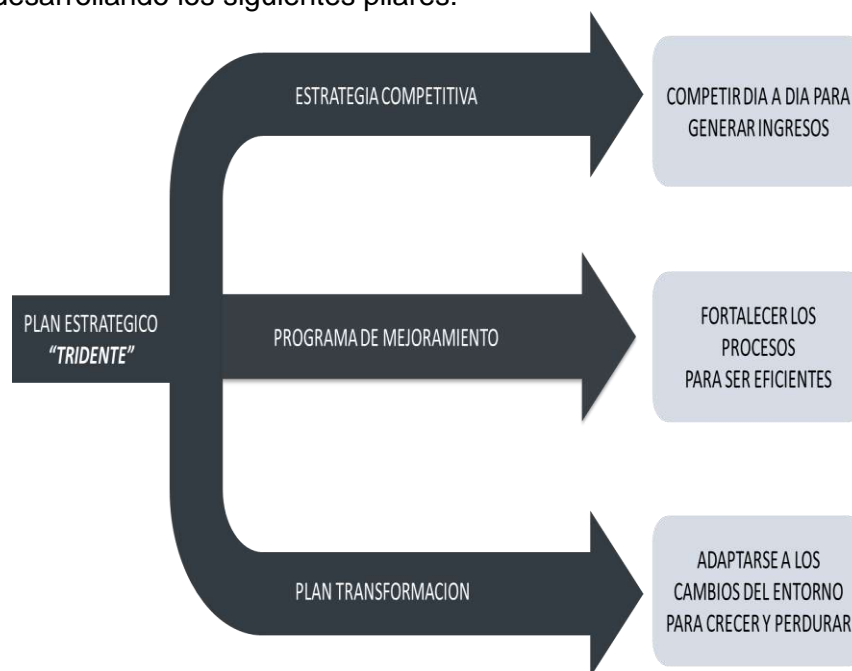 desarrollando los siguientes pilares:
ESTRATEGIA COMPETITIVA
COMPETIR DIA A DIA PARA
GENERAR INGRESOS
PLAN ESTRATEGICO
“TRIDENTE”
PROGRAMA DE MEJORAMIENTO
FORTALECER LOS
PROCESOS
PARA SER EFICIENTES
PLAN TRANSFORMACION
ADAPTARSE A LOS
CAMBIOS DEL ENTORNO
PARA CRECER Y PERDURAR